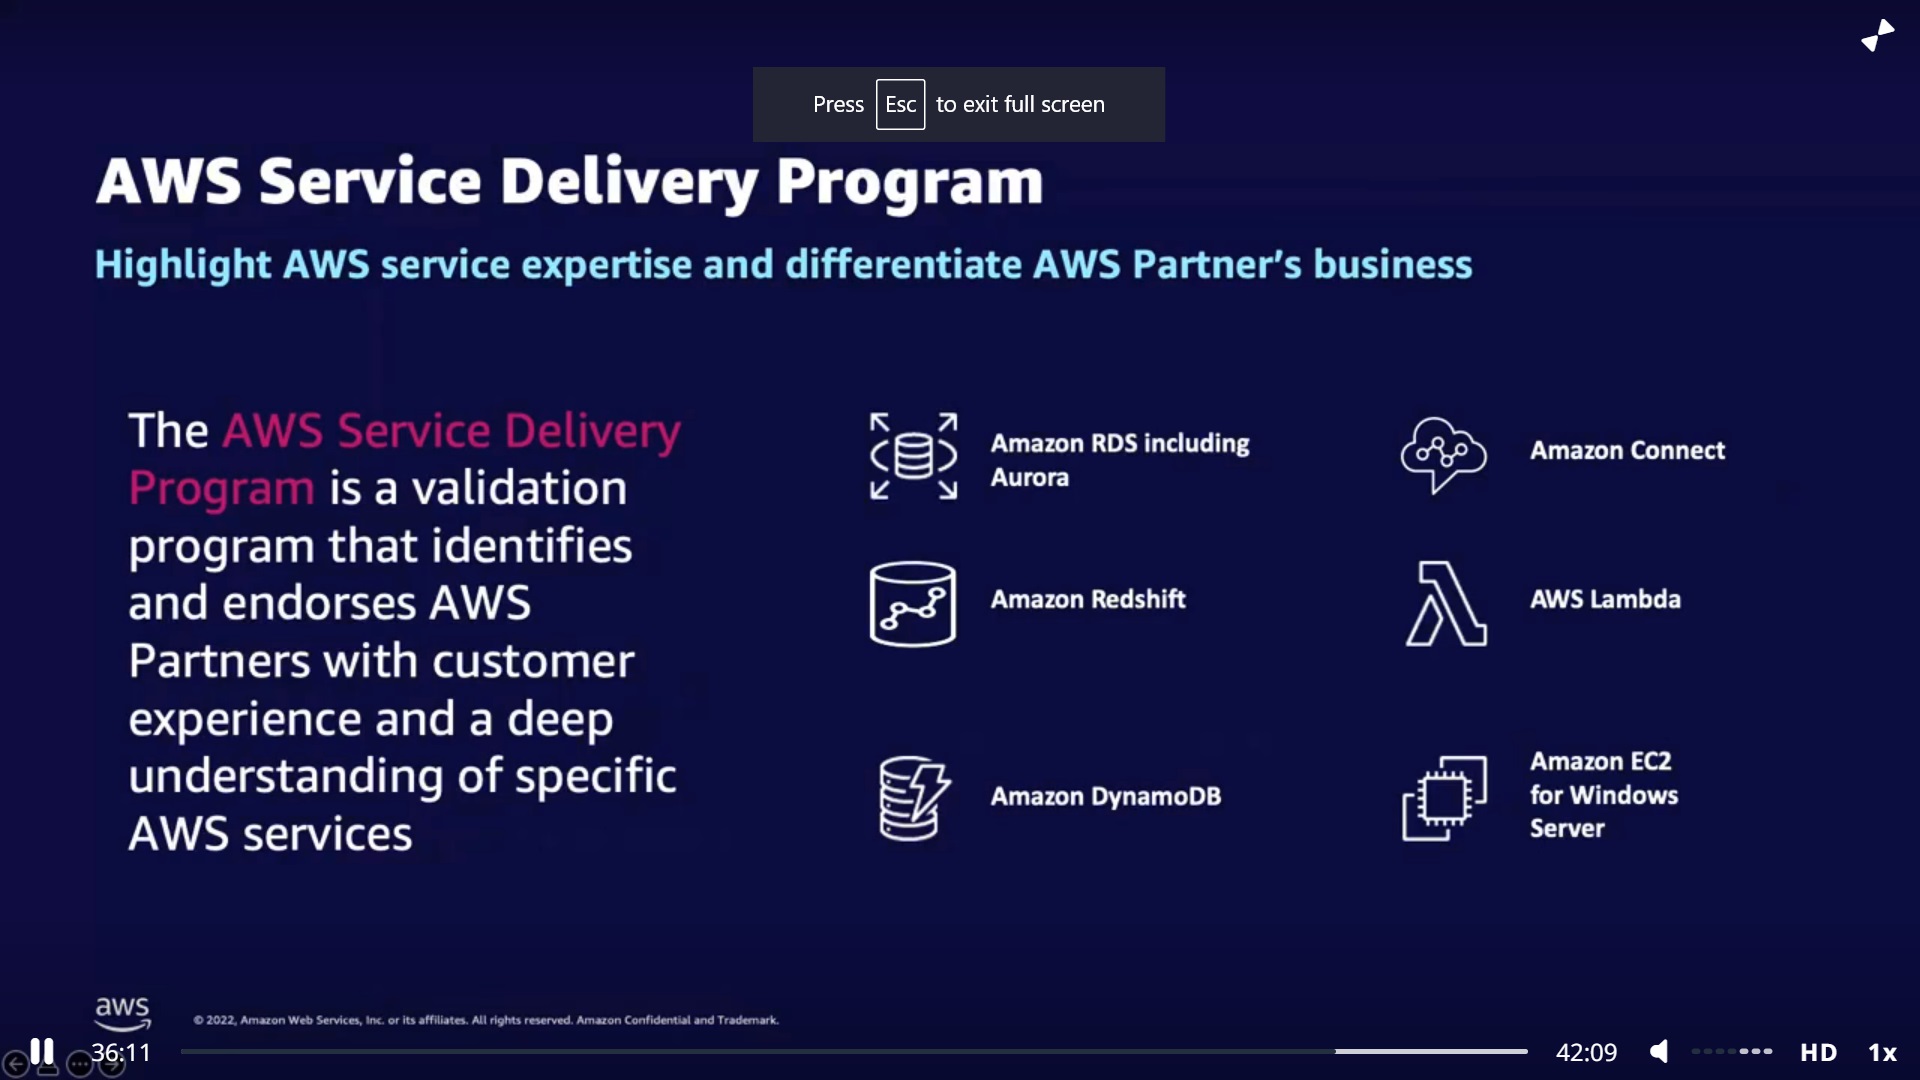 Press Esc to exit full screen
AWS Service Delivery Program
Highlight AWS service expertise and differentiate AWS Partner's business
The AWS Service Delivery
Program is a validation
program that identifies
and endorses AWS
Partners with customer
experience and a deep
understanding of specific
AWS services
Amazon RDS including
Aurora
Amazon Connect
Amazon Redshift
AWS Lambda
Amazon DynamoDB
Amazon EC2
for Windows
Server
aws
© 2022, Amazon Web Services, Inc. or its affiliates. All rights reserved. Amazon Confidential and Trademark.
36:11
42:09
HD
1x